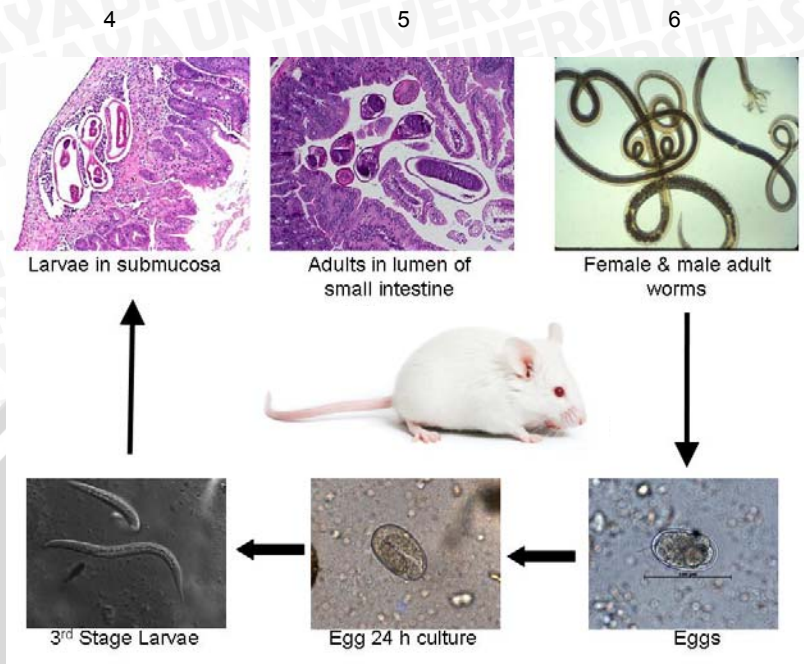 4 5 6
Larvae in submucosa
Adults in lumen of
small intestine
Female & male adult
worms
3rd Stage Larvae
Egg 24 h culture
Eggs